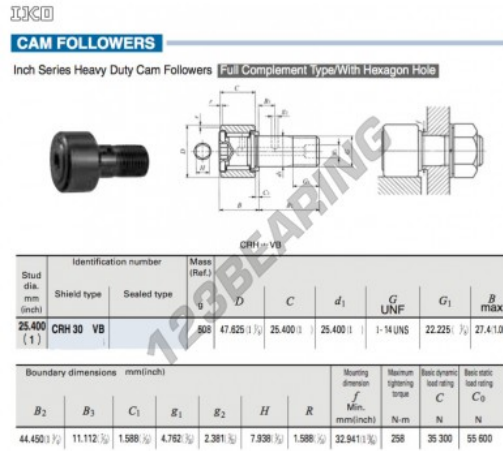 IKO
CAM FOLLOWERS
Inch Series Heavy Duty Cam Followers Full Complement Type/With Hexagon Hole
CRH VB
123BEARING
Stud dia. mm (inch) Identification number Mass (Ref.) g
Shield type Sealed type D C d1 G UNF G1 B max
25.400 (1) CRH 30 VB 508 47.625 25.400 25.400 1-14 UNS 22.225 27.4
Boundary dimensions mm(inch) Mounting dimension f Min. mm(inch) Maximum tightening torque N-m Basic dynamic load rating C N Basic static load rating C0 N
B2 B3 C1 g1 g2 H R
44.450 11.112 1.588 4.762 2.381 7.938 1.588 32.941 258 35 300 55 600